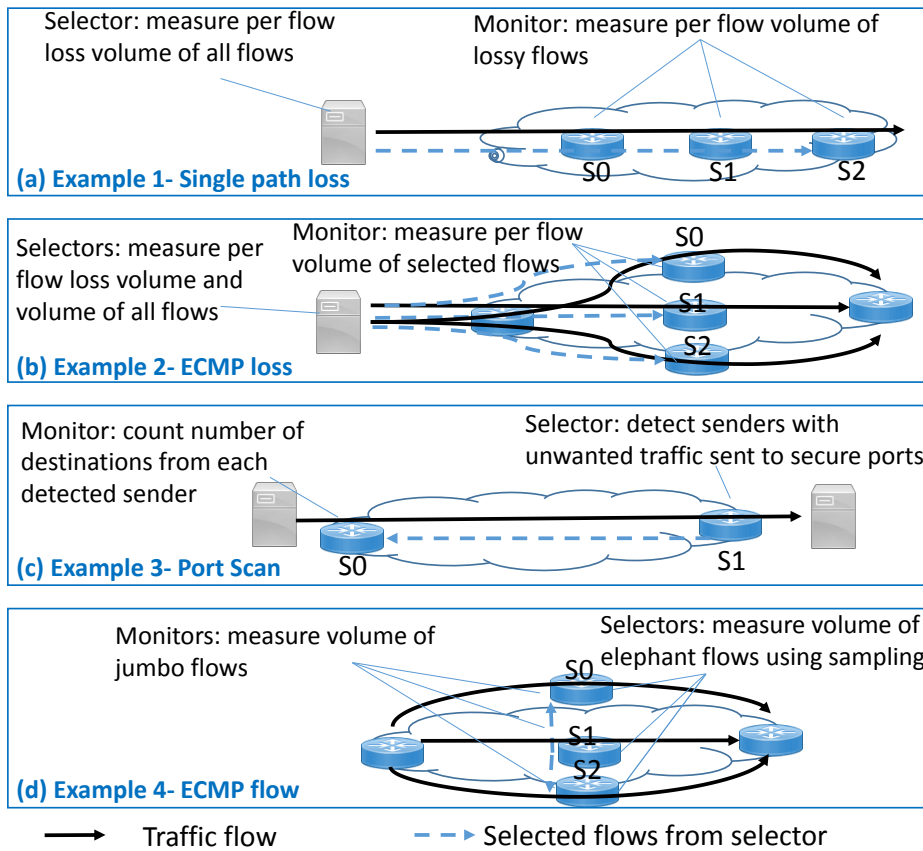 Selector: measure per flow
loss volume of all flows
Monitor: measure per flow volume of
lossy flows
S0
S1
S2
(a) Example 1- Single path loss
Selectors: measure per
flow loss volume and
volume of all flows
Monitor: measure per flow
volume of selected flows
S0
S1
S2
(b) Example 2- ECMP loss
Monitor: count number of
destinations from each
detected sender
Selector: detect senders with
unwanted traffic sent to secure ports
S0
S1
(c) Example 3- Port Scan
Monitors: measure volume of
jumbo flows
Selectors: measure volume of
elephant flows using sampling
S0
S1
S2
(d) Example 4- ECMP flow
Traffic flow
Selected flows from selector